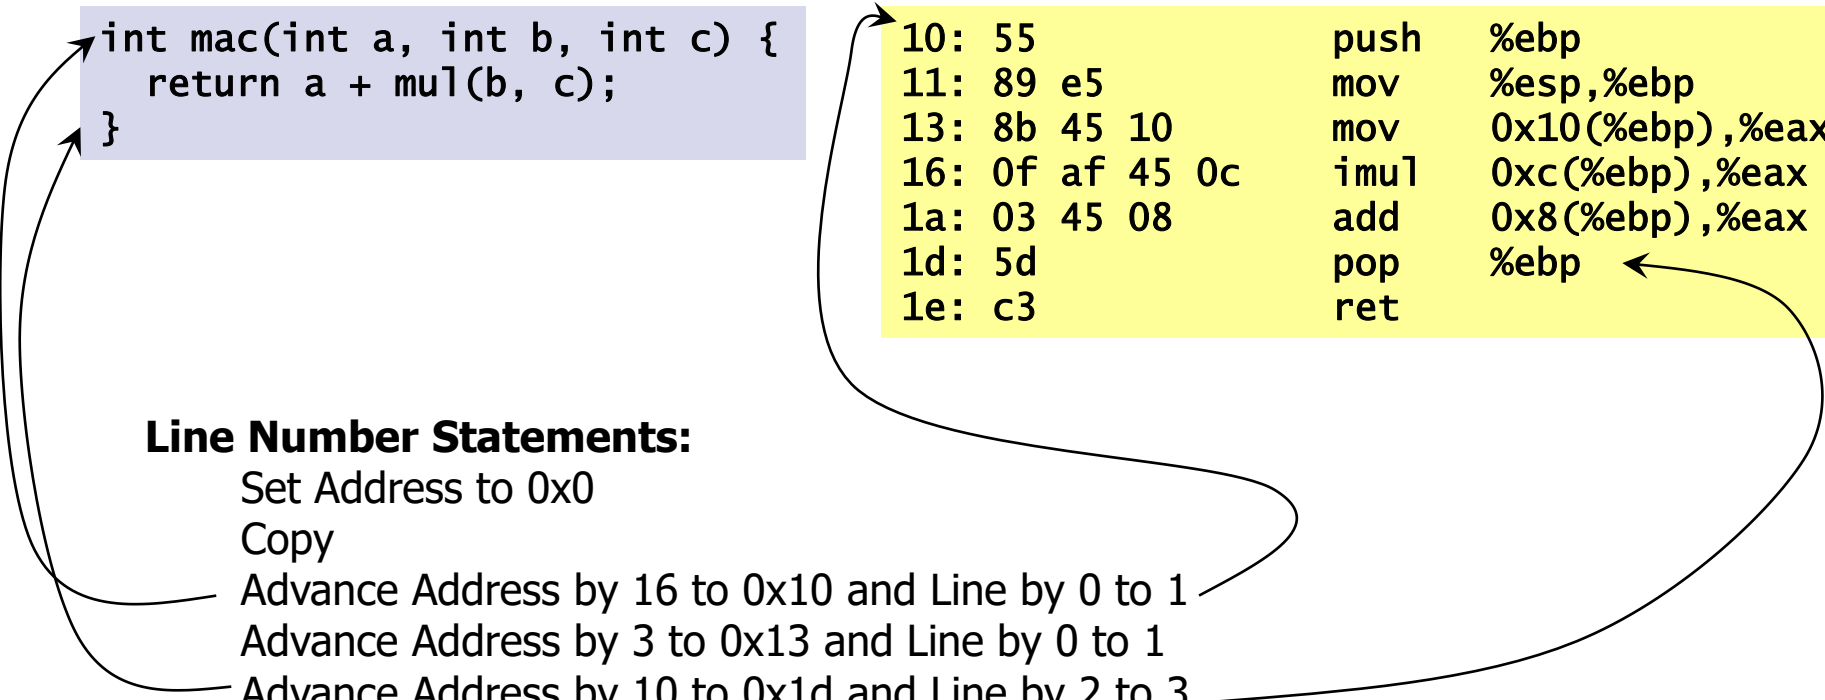 int mac(int a, int b, int c) {
  return a + mul(b, c);
}
10: 55 push %ebp
11: 89 e5 mov %esp,%ebp
13: 8b 45 10 mov 0x10(%ebp),%eax
16: 0f af 45 0c imul 0xc(%ebp),%eax
1a: 03 45 08 add 0x8(%ebp),%eax
1d: 5d pop %ebp
1e: c3 ret
Line Number Statements:
Set Address to 0x0
Copy
Advance Address by 16 to 0x10 and Line by 0 to 1
Advance Address by 3 to 0x13 and Line by 0 to 1
Advance Address by 10 to 0x1d and Line by 2 to 3